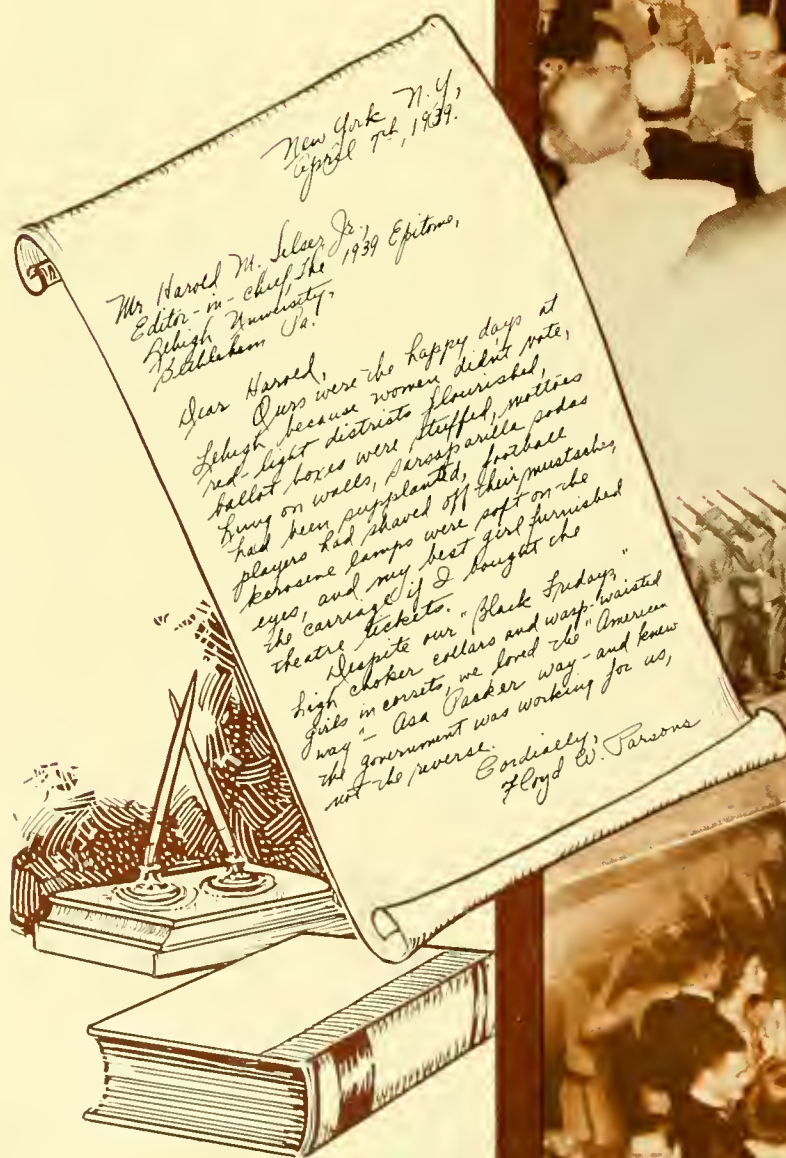 New York N.Y,
April 7th, 1939.
Mr Harold M. Selser Jr.,
Editor-in-chief, The 1939 Epitome,
Lehigh University,
Bethlehem Pa.
Dear Harold,
Ours were the happy days at
Lehigh because women didn't vote,
red-light districts flourished,
ballot boxes were stuffed, mottoes
hung on walls, sarsaparilla sodas
had been supplanted, football
players had shaved off their mustaches,
kerosene lamps were soft on the
eyes, and my best girl furnished
the carriage if I bought the
theatre tickets.
Despite our "Black Fridays,"
high choker collars and wasp-waisted
girls in corsets, we loved the "American
way" - Asa Packer way - and knew
the government was working for us,
not the reverse.
Cordially,
Floyd W. Parsons